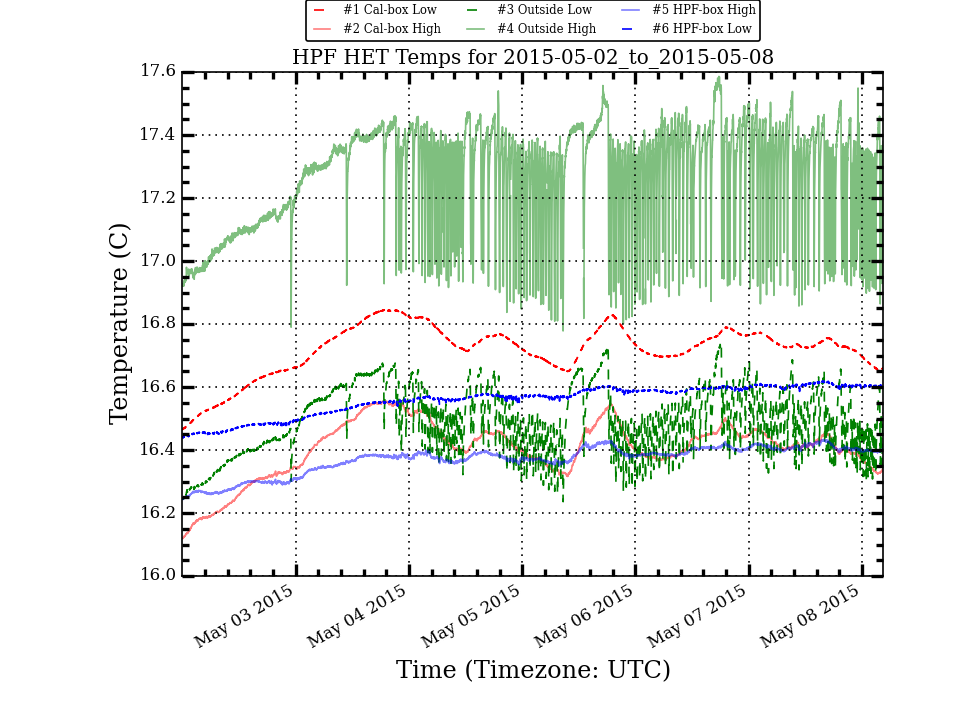 #1 Cal-box Low #3 Outside Low #5 HPF-box High
#2 Cal-box High #4 Outside High #6 HPF-box Low
HPF HET Temps for 2015-05-02_to_2015-05-08
17.6
17.4
17.2
17.0
16.8
16.6
16.4
16.2
16.0
Temperature (C)
May 03 2015 May 04 2015 May 05 2015 May 06 2015 May 07 2015 May 08 2015
Time (Timezone: UTC)